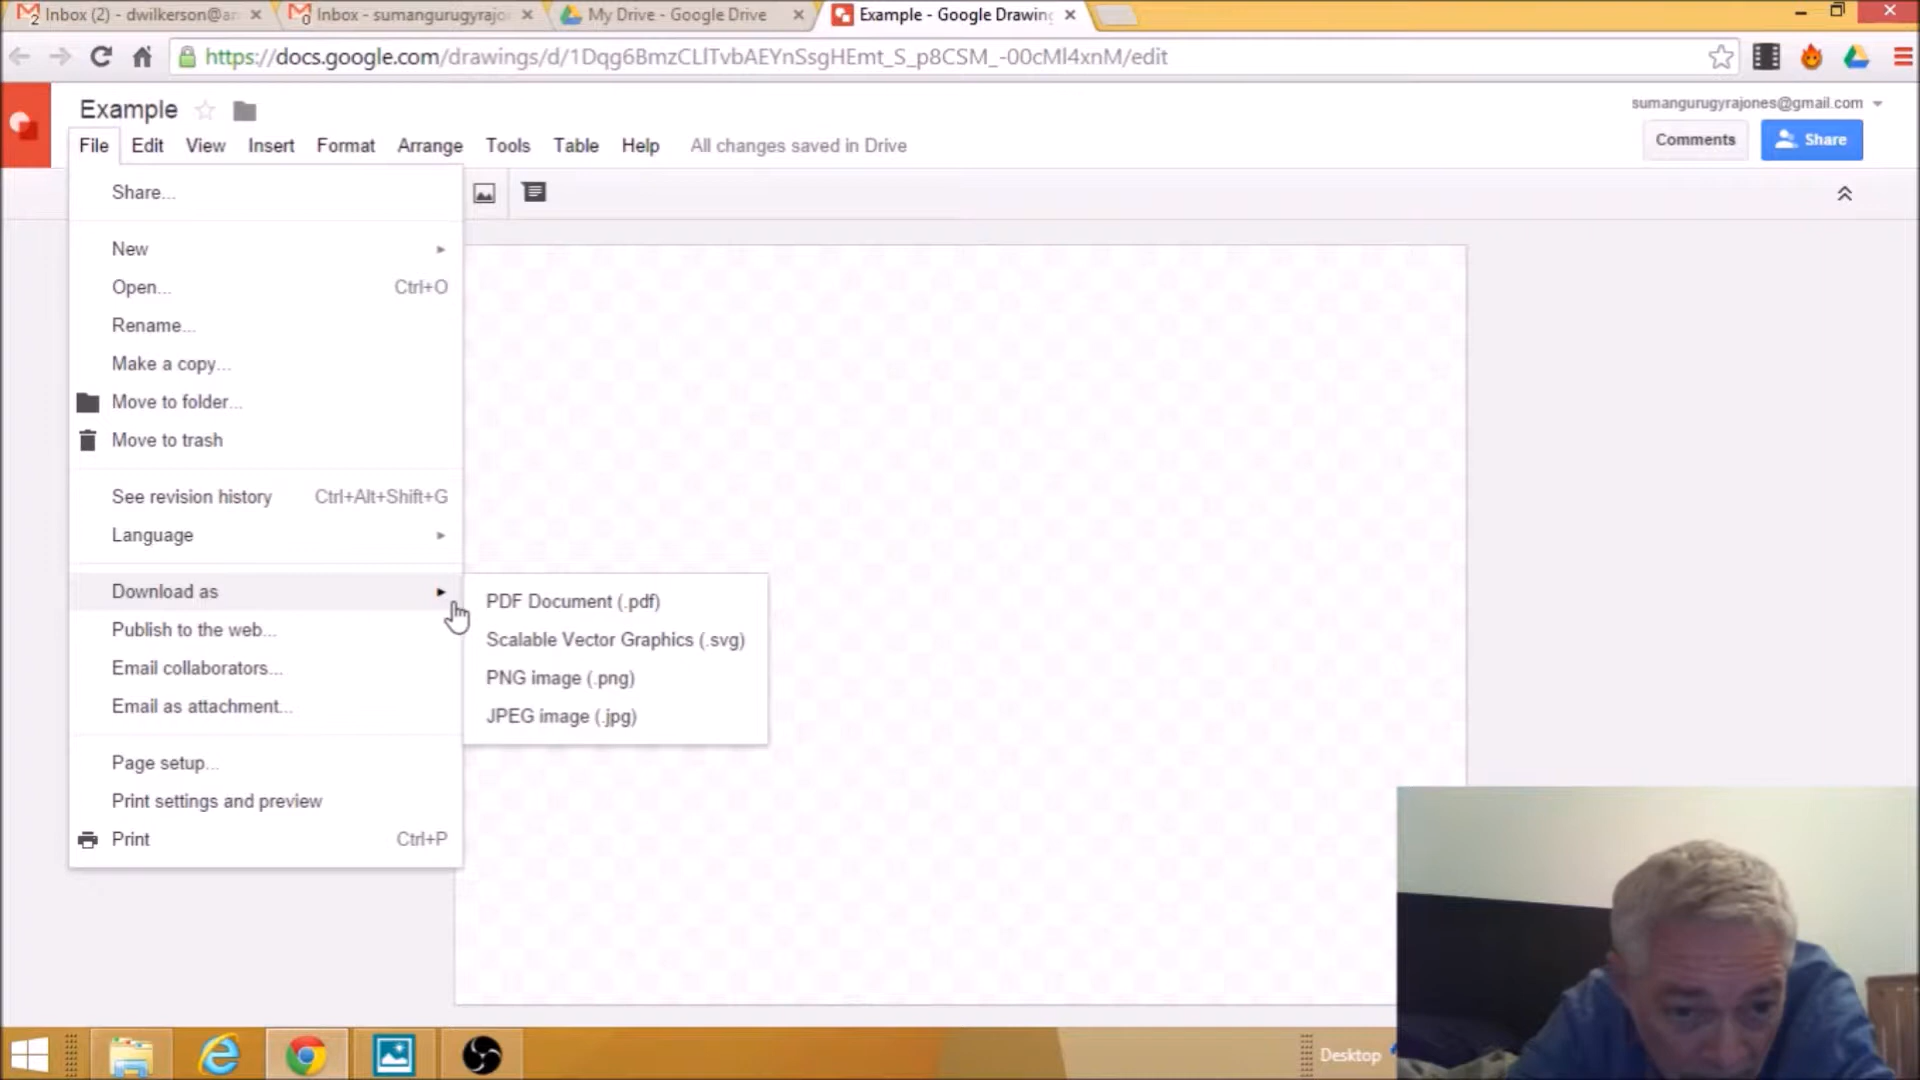 Inbox (2) - dwilkerson@ar
Inbox - sumangurugyrajo
My Drive - Google Drive
Example - Google Drawing
https://docs.google.com/drawings/d/1Dqg6BmzCLlTvbAEYnSsgHEmt_S_p8CSM_-00cMl4xnM/edit
Example
sumangurugyrajones@gmail.com
File Edit View Insert Format Arrange Tools Table Help All changes saved in Drive
Comments
Share
Share...
New
Open... Ctrl+O
Rename...
Make a copy...
Move to folder...
Move to trash
See revision history Ctrl+Alt+Shift+G
Language
Download as
PDF Document (.pdf)
Publish to the web...
Scalable Vector Graphics (.svg)
Email collaborators...
PNG image (.png)
Email as attachment...
JPEG image (.jpg)
Page setup...
Print settings and preview
Print Ctrl+P
Desktop